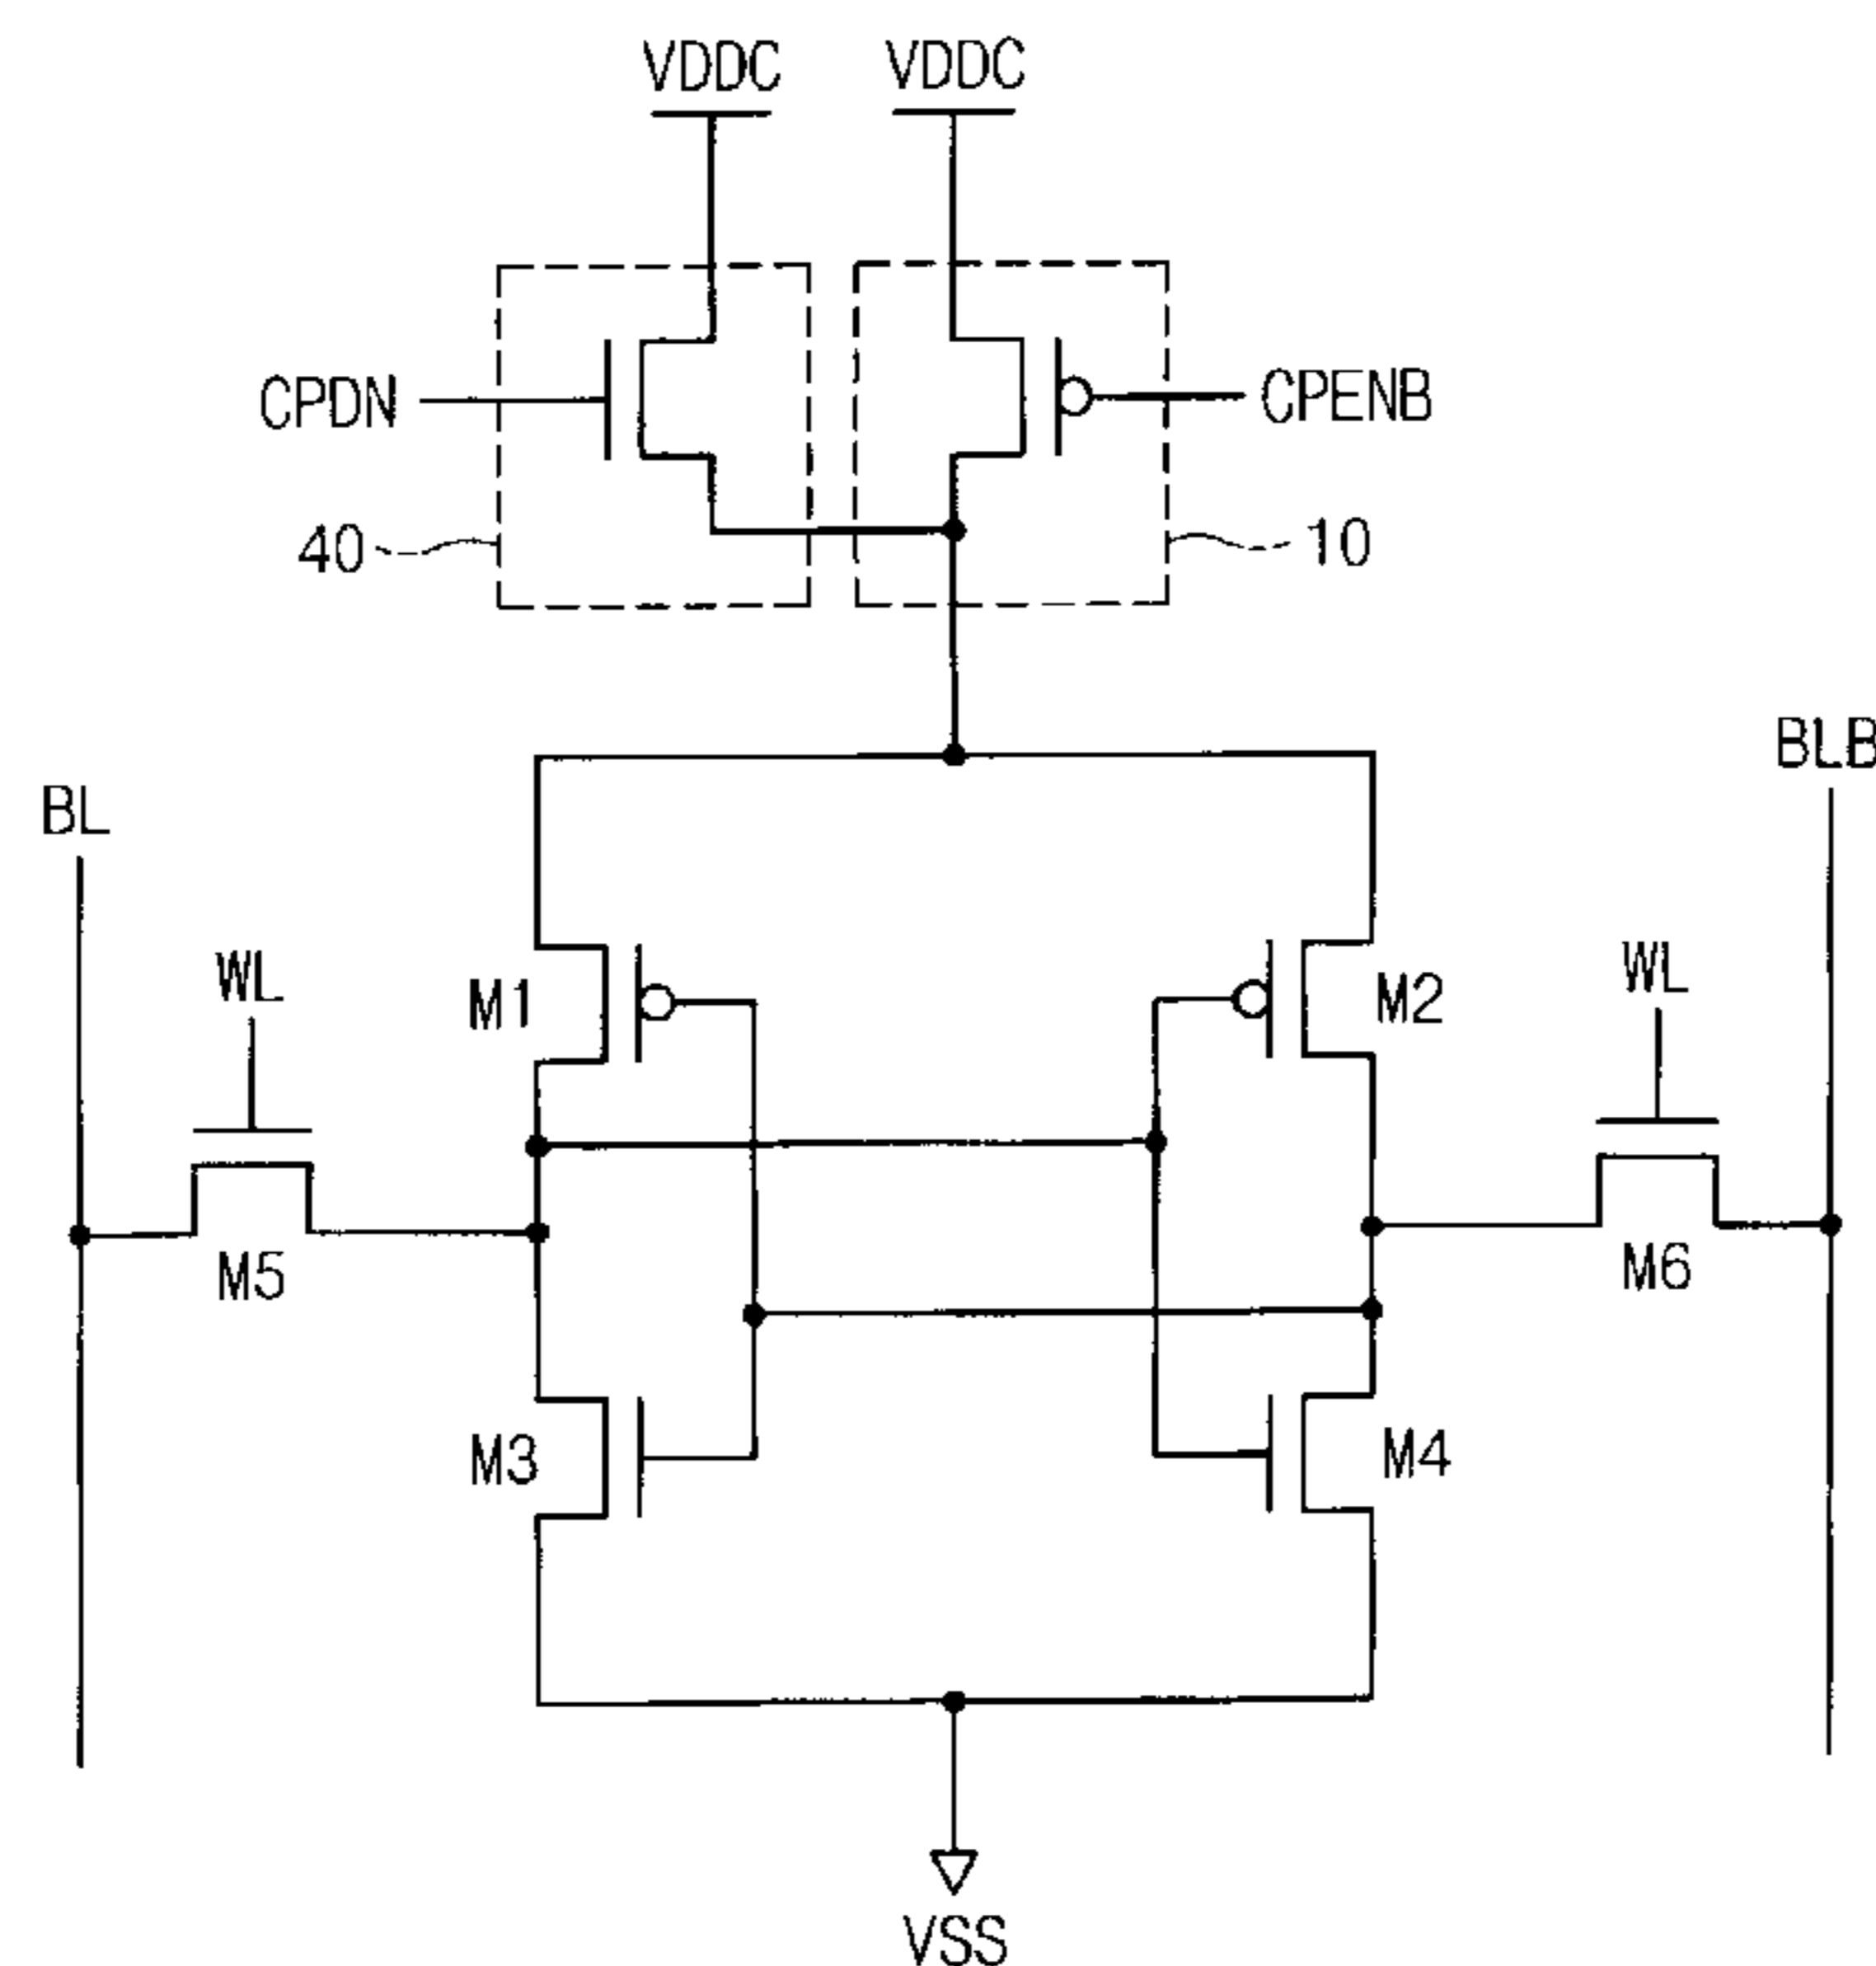 VDDC VDDC
CPDN CPENB
40 10
BL BLB
WL M1 M2 WL
M5 M6
M3 M4
VSS